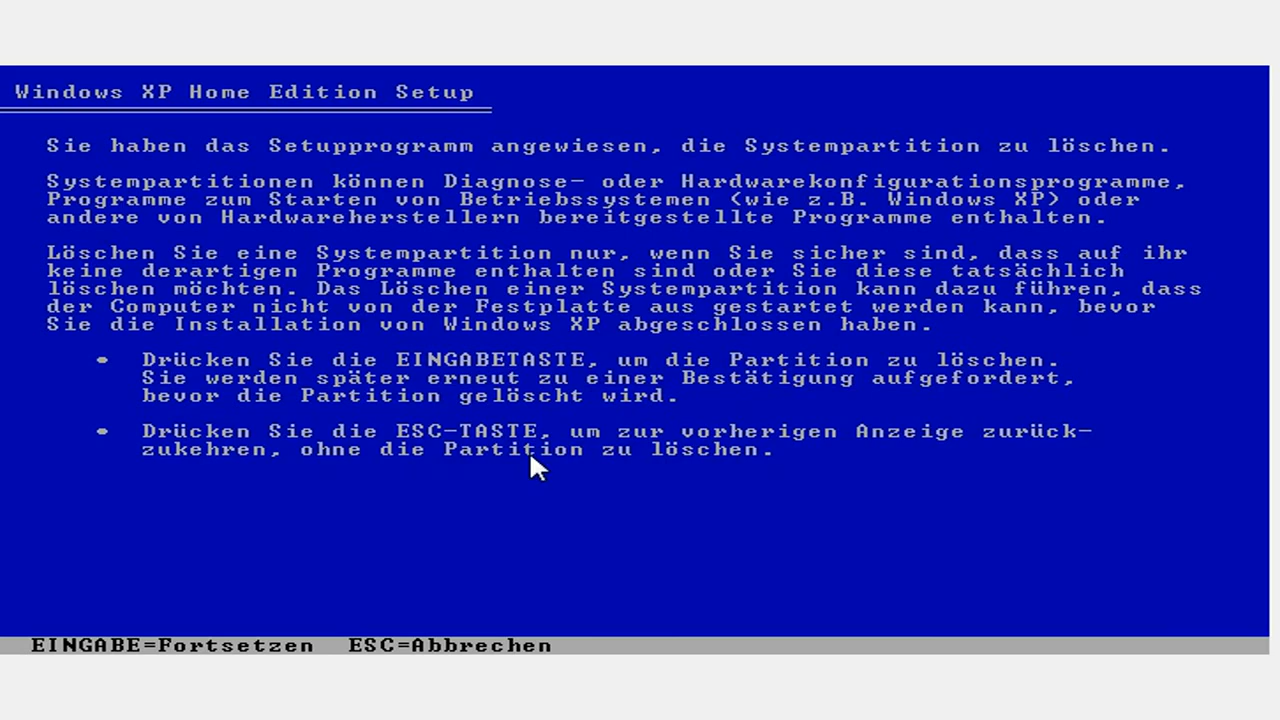 Windows XP Home Edition Setup
Sie haben das Setupprogramm angewiesen, die Systempartition zu löschen.
Systempartitionen können Diagnose- oder Hardwarekonfigurationsprogramme,
Programme zum Starten von Betriebssystemen (wie z.B. Windows XP) oder
andere von Hardwareherstellern bereitgestellte Programme enthalten.
Löschen Sie eine Systempartition nur, wenn Sie sicher sind, dass auf ihr
keine derartigen Programme enthalten sind oder Sie diese tatsächlich
löschen möchten. Das Löschen einer Systempartition kann dazu führen, dass
der Computer nicht von der Festplatte aus gestartet werden kann, bevor
Sie die Installation von Windows XP abgeschlossen haben.
• Drücken Sie die EINGABETASTE, um die Partition zu löschen.
Sie werden später erneut zu einer Bestätigung aufgefordert,
bevor die Partition gelöscht wird.
• Drücken Sie die ESC-TASTE, um zur vorherigen Anzeige zurück-
zukehren, ohne die Partition zu löschen.
EINGABE=Fortsetzen ESC=Abbrechen